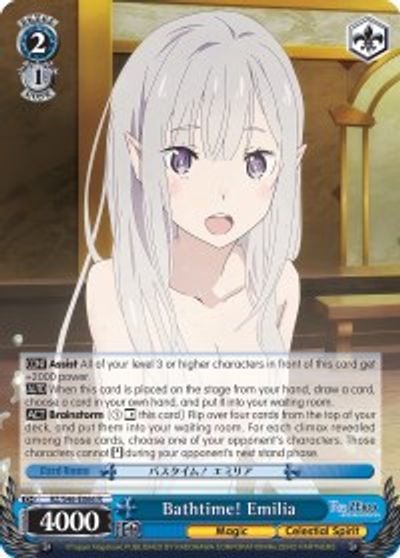 2
1
CONT Assist All of your level 3 or higher characters in front of this card get
+2000 power.
AUTO When this card is placed on the stage from your hand, draw a card,
choose a card in your own hand, and put it into your waiting room.
ACT Brainstorm (① this card) Flip over four cards from the top of your
deck, and put them into your waiting room. For each climax revealed
among those cards, choose one of your opponent's characters. Those
characters cannot during your opponent's next stand phase.
Card Name
バスタイム! エミリア
4000
Bathtime! Emilia
Magic
Celestial Spirit